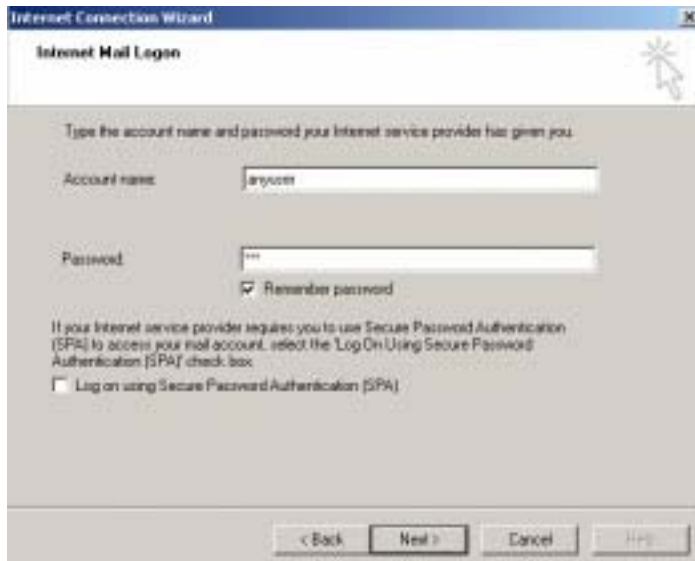 Internet Connection Wizard
Internet Mail Logon
Type the account name and password your Internet service provider has given you.
Account name:
anyuser
Password:
***
Remember password
If your Internet service provider requires you to use Secure Password Authentication
(SPA) to access your mail account, select the 'Log On Using Secure Password
Authentication (SPA)' check box.
Log on using Secure Password Authentication (SPA)
< Back Next > Cancel Help